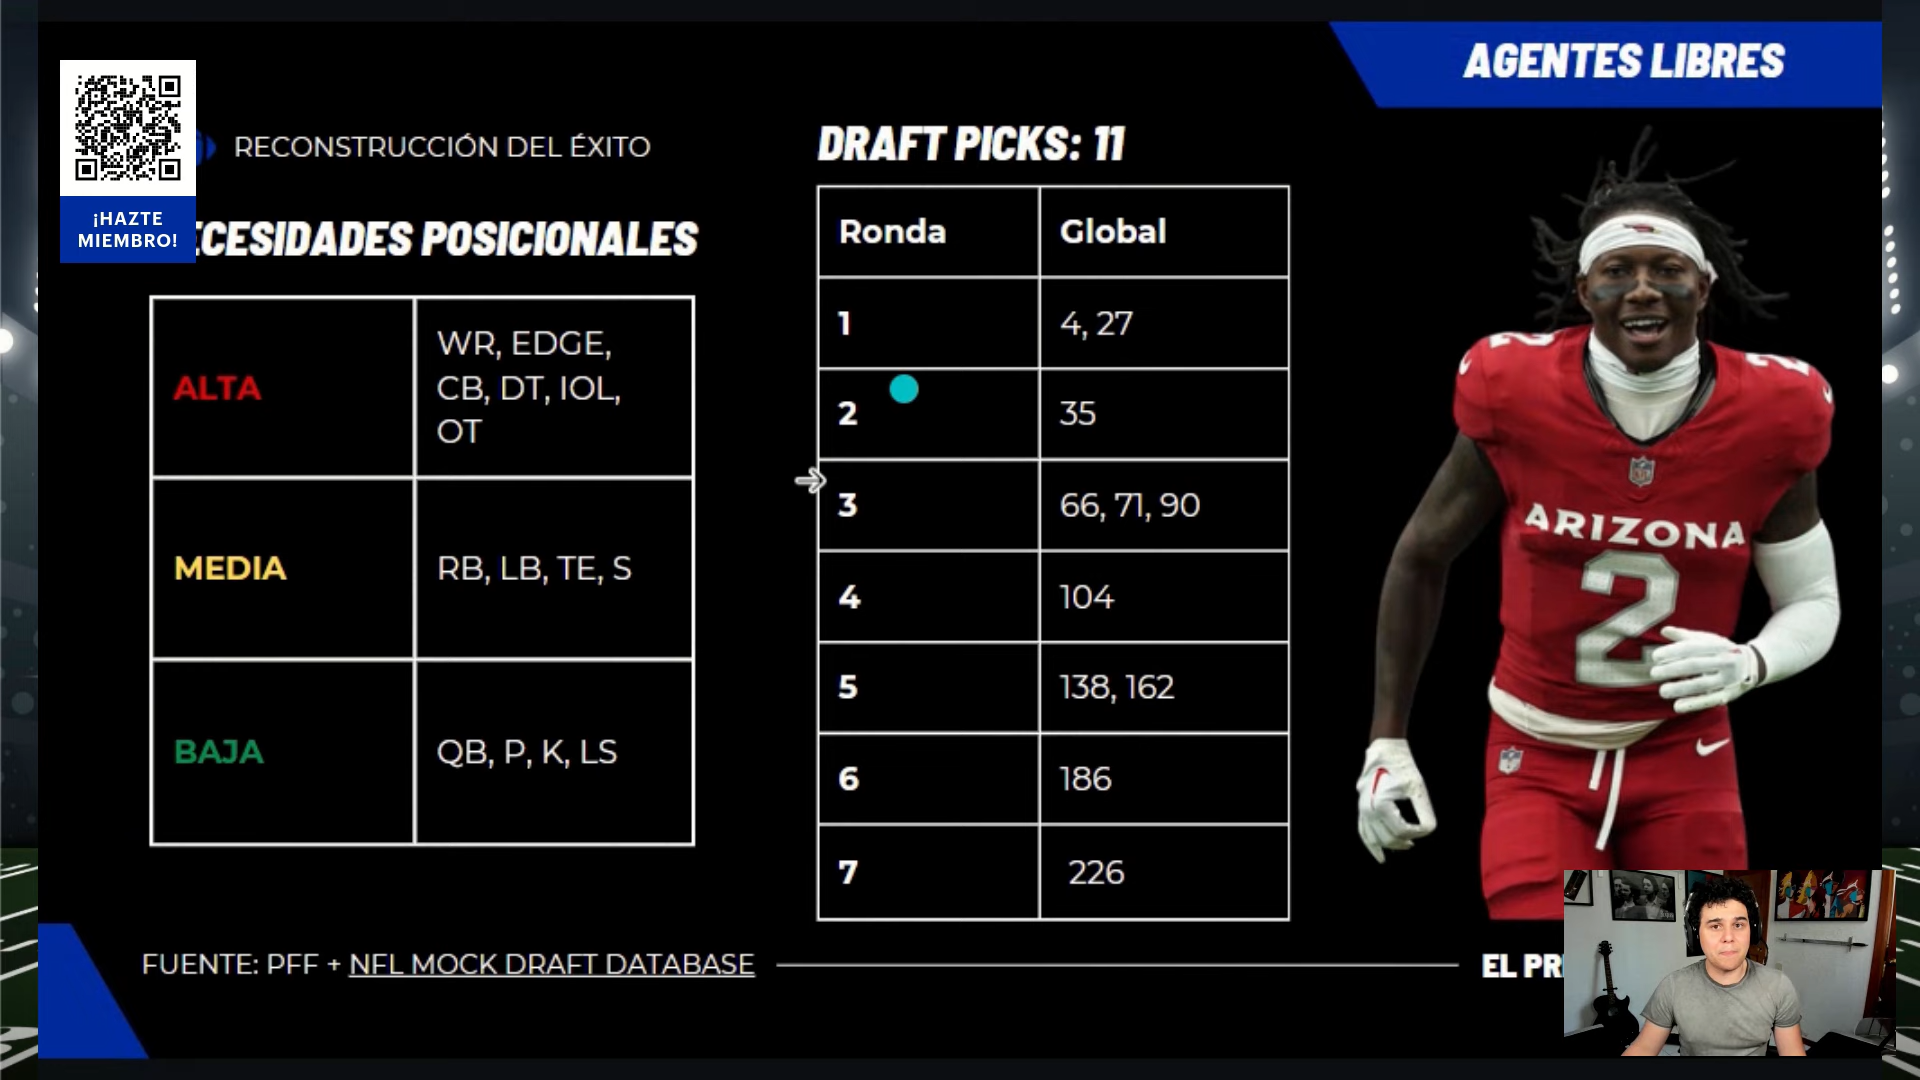 AGENTES LIBRES
¡HAZTE
MIEMBRO!
RECONSTRUCCIÓN DEL ÉXITO
ECESIDADES POSICIONALES
ALTA
WR, EDGE,
CB, DT, IOL,
OT
MEDIA
RB, LB, TE, S
BAJA
QB, P, K, LS
DRAFT PICKS: 11
Ronda Global
1 4, 27
2 35
3 66, 71, 90
4 104
5 138, 162
6 186
7 226
ARIZONA
2
FUENTE: PFF + NFL MOCK DRAFT DATABASE
EL PR